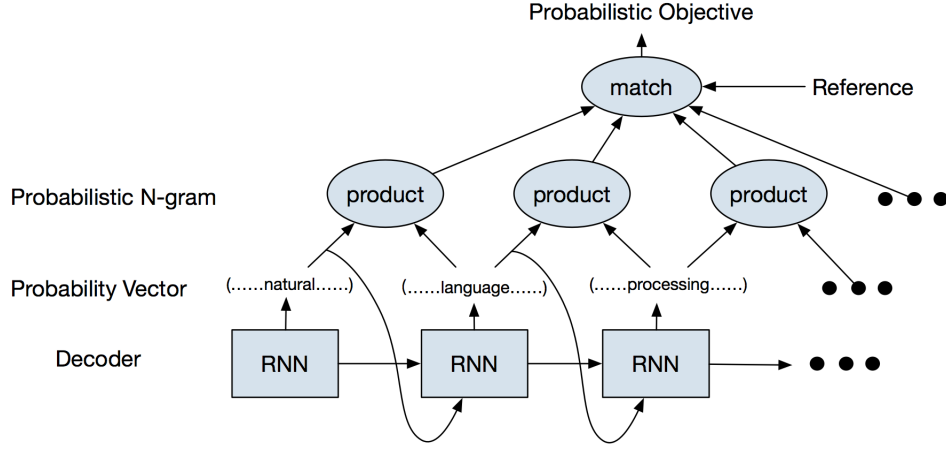 Probabilistic Objective
match
Reference
Probabilistic N-gram
product
product
product
Probability Vector
(......natural......)
(......language......)
(......processing......)
Decoder
RNN
RNN
RNN